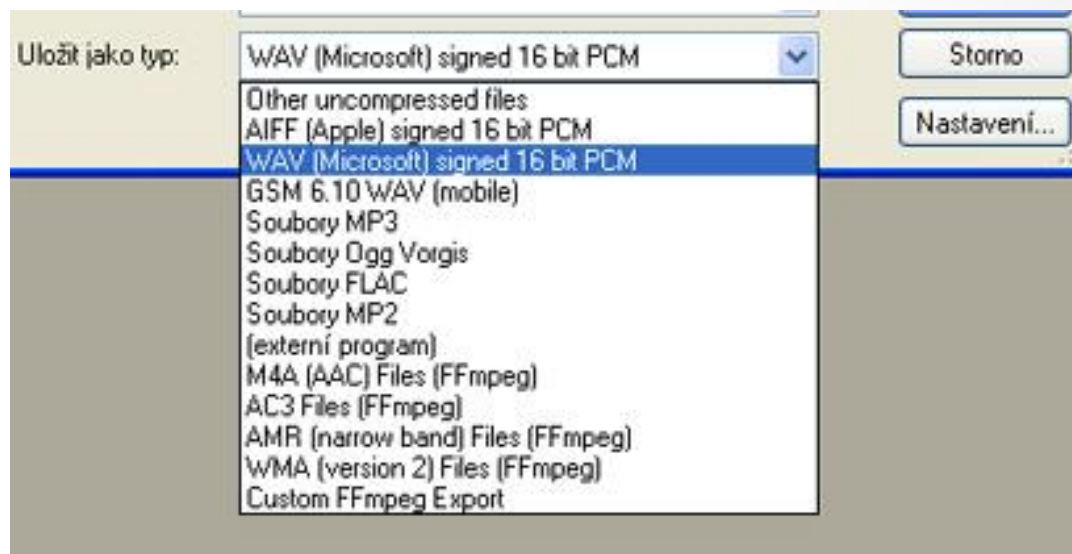 Uložit jako typ:
WAV (Microsoft) signed 16 bit PCM
Storno
Nastavení...
Other uncompressed files
AIFF (Apple) signed 16 bit PCM
WAV (Microsoft) signed 16 bit PCM
GSM 6.10 WAV (mobile)
Soubory MP3
Soubory Ogg Vorgis
Soubory FLAC
Soubory MP2
(externí program)
M4A (AAC) Files (FFmpeg)
AC3 Files (FFmpeg)
AMR (narrow band) Files (FFmpeg)
WMA (version 2) Files (FFmpeg)
Custom FFmpeg Export